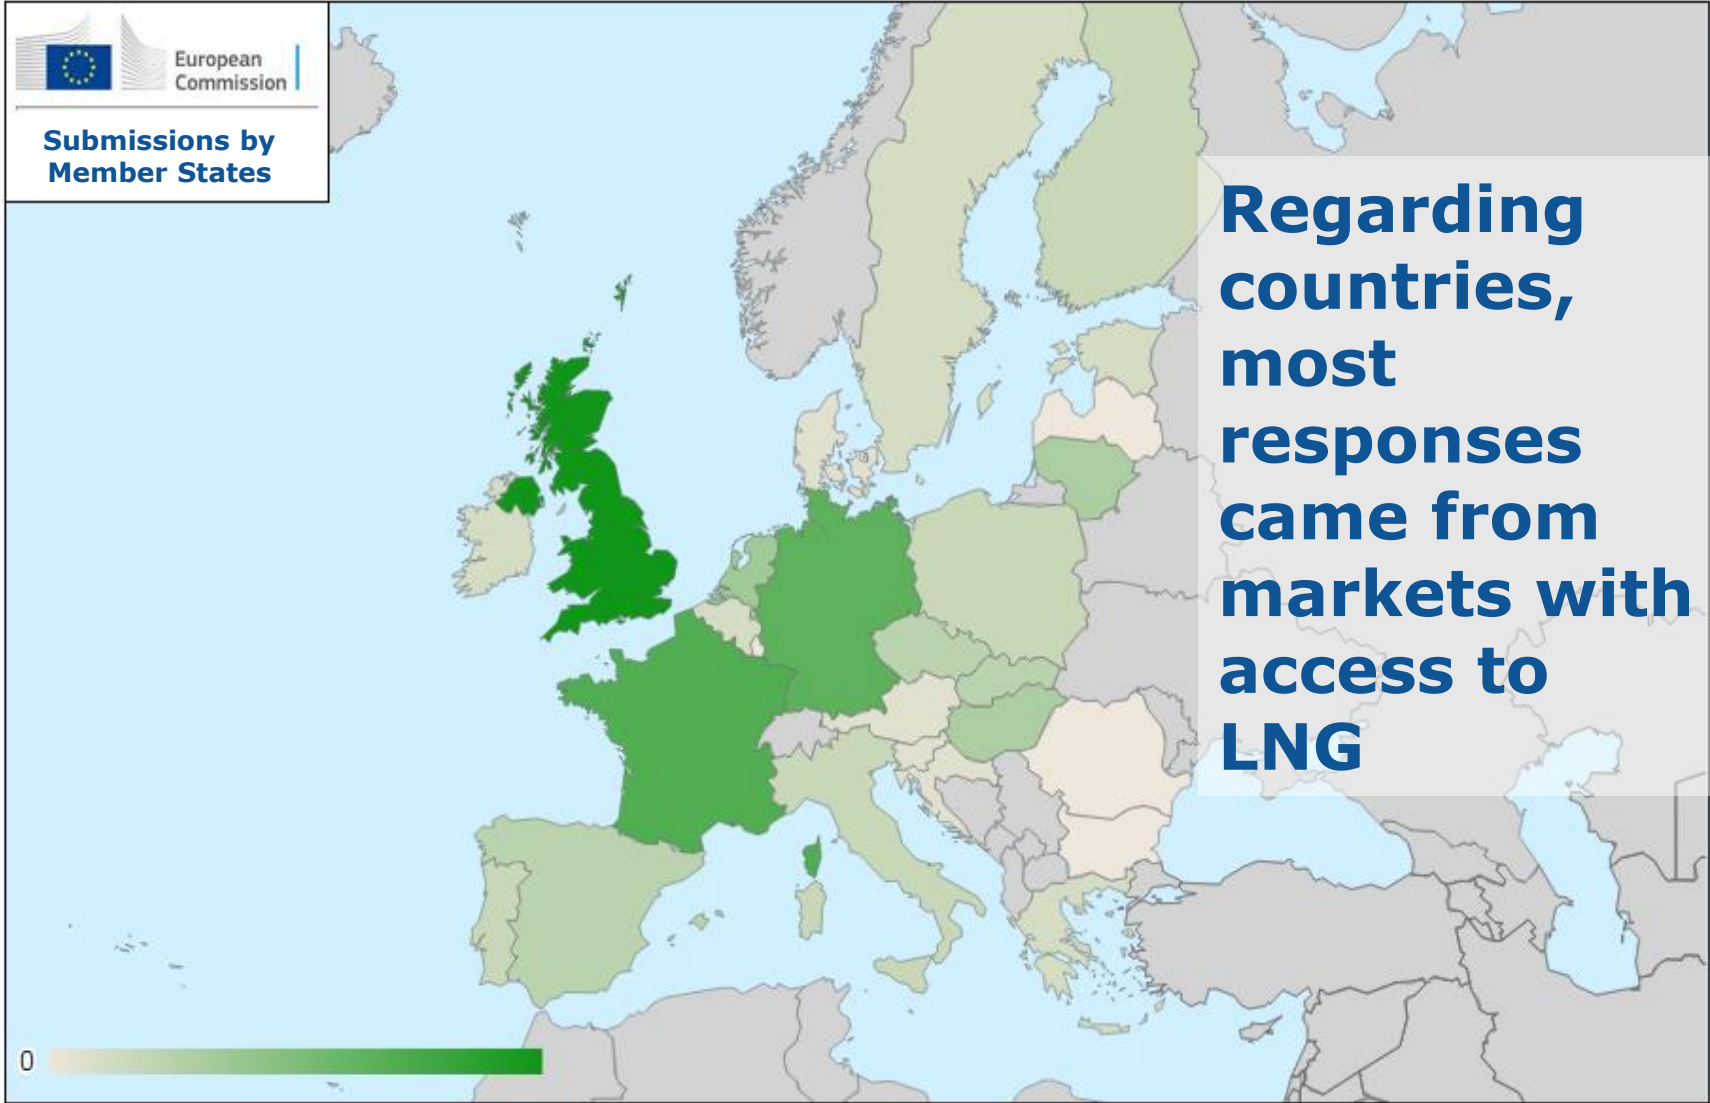 European
Commission
Submissions by
Member States
Regarding
countries,
most
responses
came from
markets with
access to
LNG
0